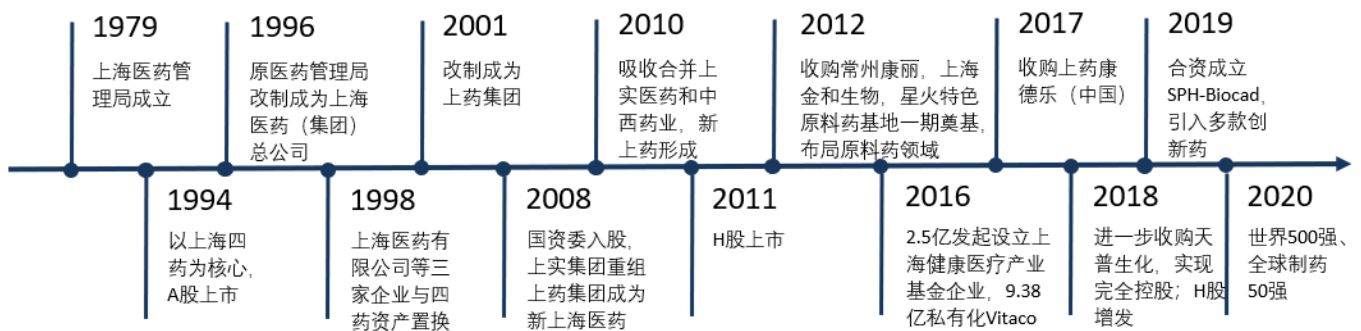 1979
上海医药管
理局成立
1996
原医药管理局
改制成为上海
医药（集团）
总公司
2001
改制成为
上药集团
2010
吸收合并上
实医药和中
西药业，新
上药形成
2012
收购常州康丽，上海
金和生物，星火特色
原料药基地一期奠基，
布局原料药领域
2017
收购上药康
德乐（中国）
2019
合资成立
SPH-Biocad，
引入多款创
新药
1994
以上海四
药为核心，
A股上市
1998
上海医药有
限公司等三
家企业与四
药资产置换
2008
国资委入股，
上实集团重组
上药集团成为
新上海医药
2011
H股上市
2016
2.5亿发起设立上
海健康医疗产业
基金企业，9.38
亿私有化Vitaco
2018
进一步收购天
普生化，实现
完全控股；H股
增发
2020
世界500强、
全球制药
50强